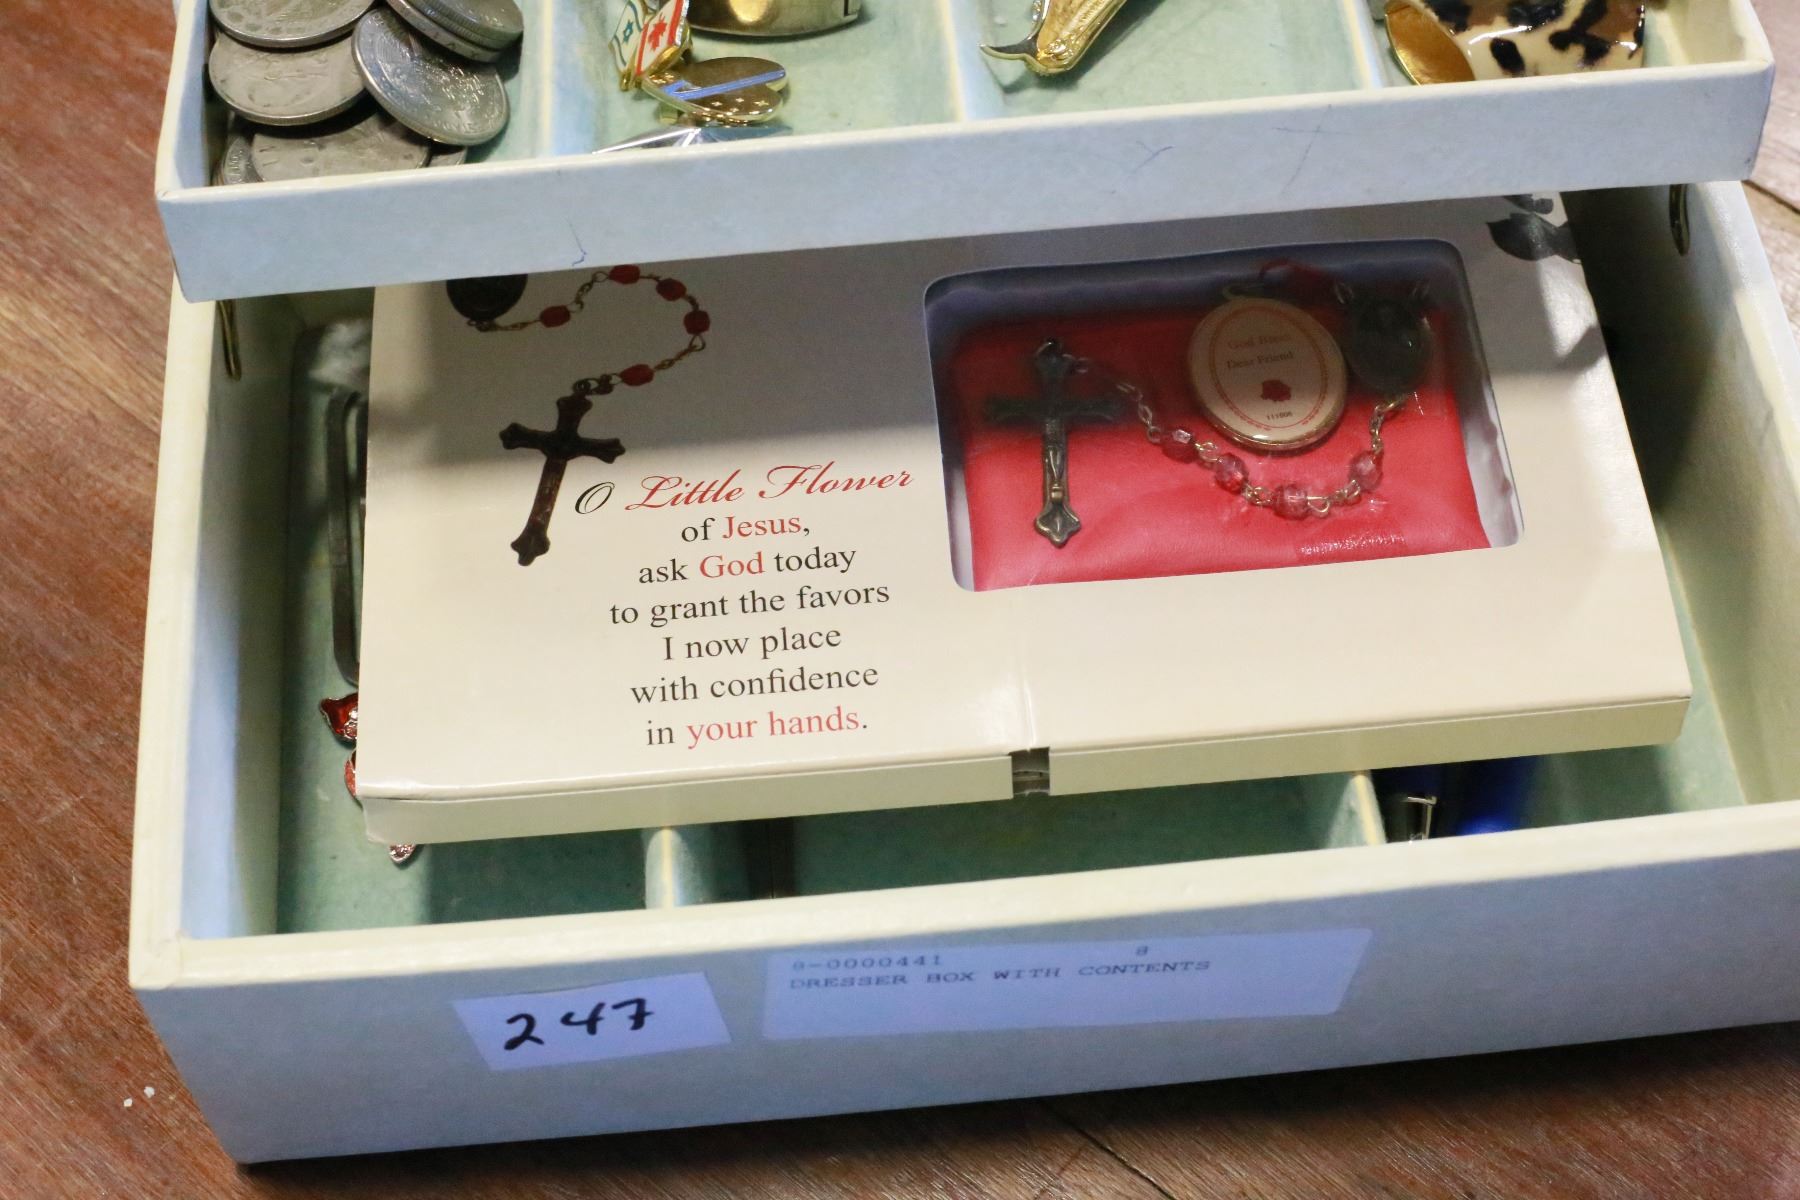 God Bless
Dear Friend
111006
O Little Flower
of Jesus,
ask God today
to grant the favors
I now place
with confidence
in your hands.
8-0000441 8
DRESSER BOX WITH CONTENTS
247